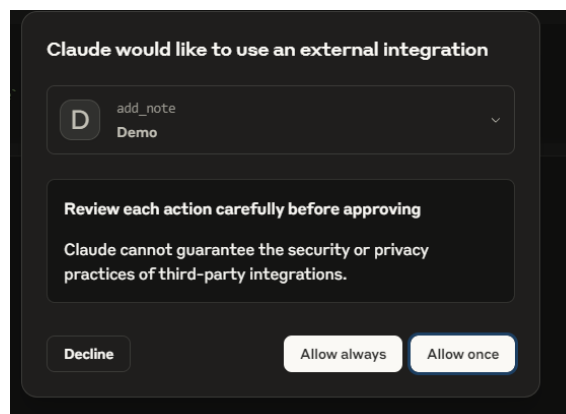 Claude would like to use an external integration
D
add_note
Demo
Review each action carefully before approving
Claude cannot guarantee the security or privacy
practices of third-party integrations.
Decline
Allow always
Allow once